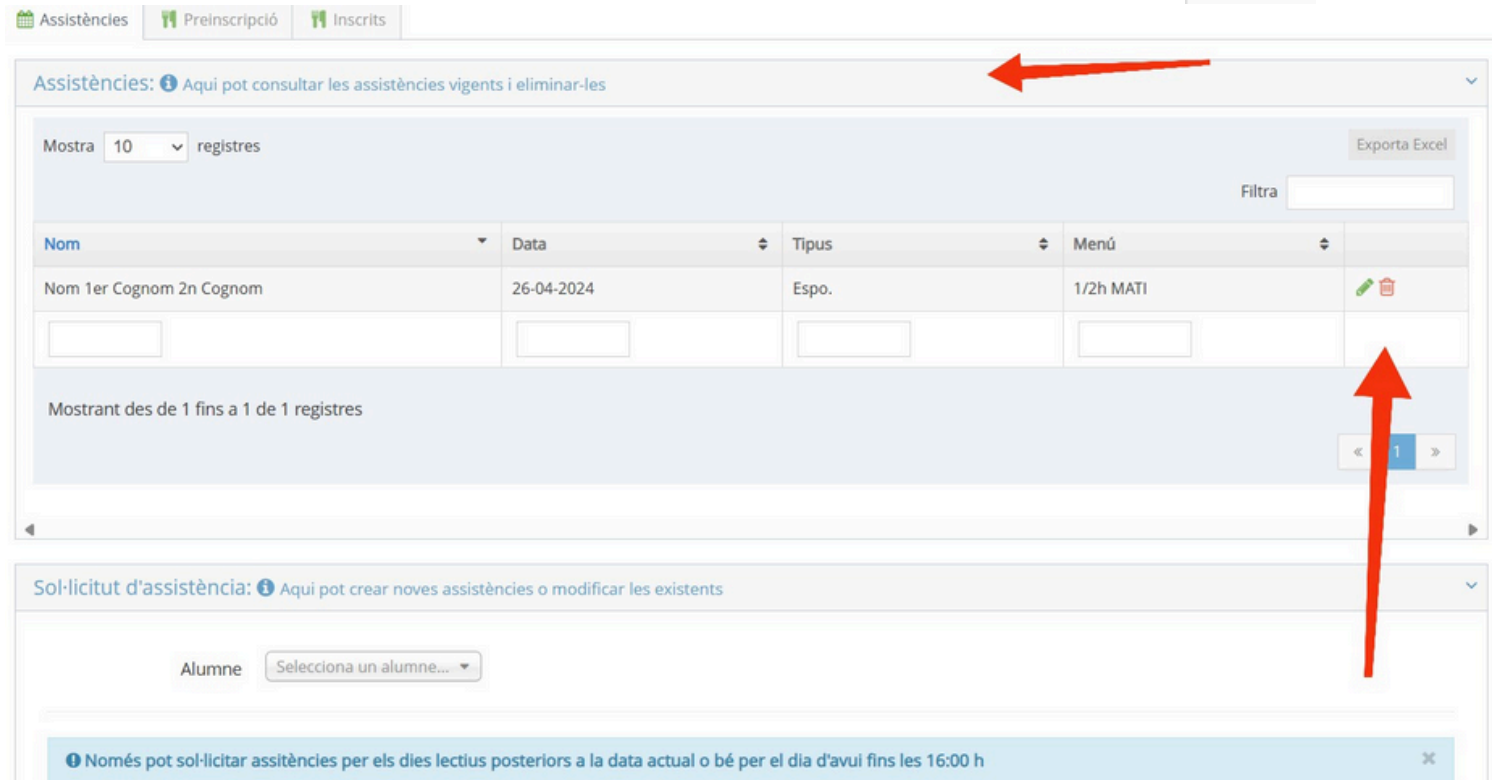 Assistències Preinscripció Inscrits
Assistències: Aqui pot consultar les assistències vigents i eliminar-les
Mostra 10 registres
Exporta Excel
Filtra
Nom Data Tipus Menú
Nom 1er Cognom 2n Cognom 26-04-2024 Espo. 1/2h MATI
Mostrant des de 1 fins a 1 de 1 registres
« 1 »
Sol·licitut d'assistència: Aqui pot crear noves assistències o modificar les existents
Alumne Selecciona un alumne...
Només pot sol·licitar assitències per els dies lectius posteriors a la data actual o bé per el dia d'avui fins les 16:00 h